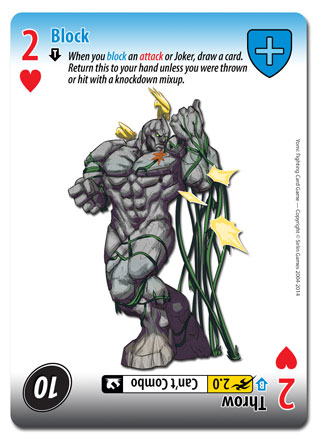 2
Block
When you block an attack or Joker, draw a card.
Return this to your hand unless you were thrown
or hit with a knockdown mixup.
Yomi: Fighting Card Game — Copyright © Sirlin Games 2004-2014
10
2
Throw
8
2.0
Can't Combo